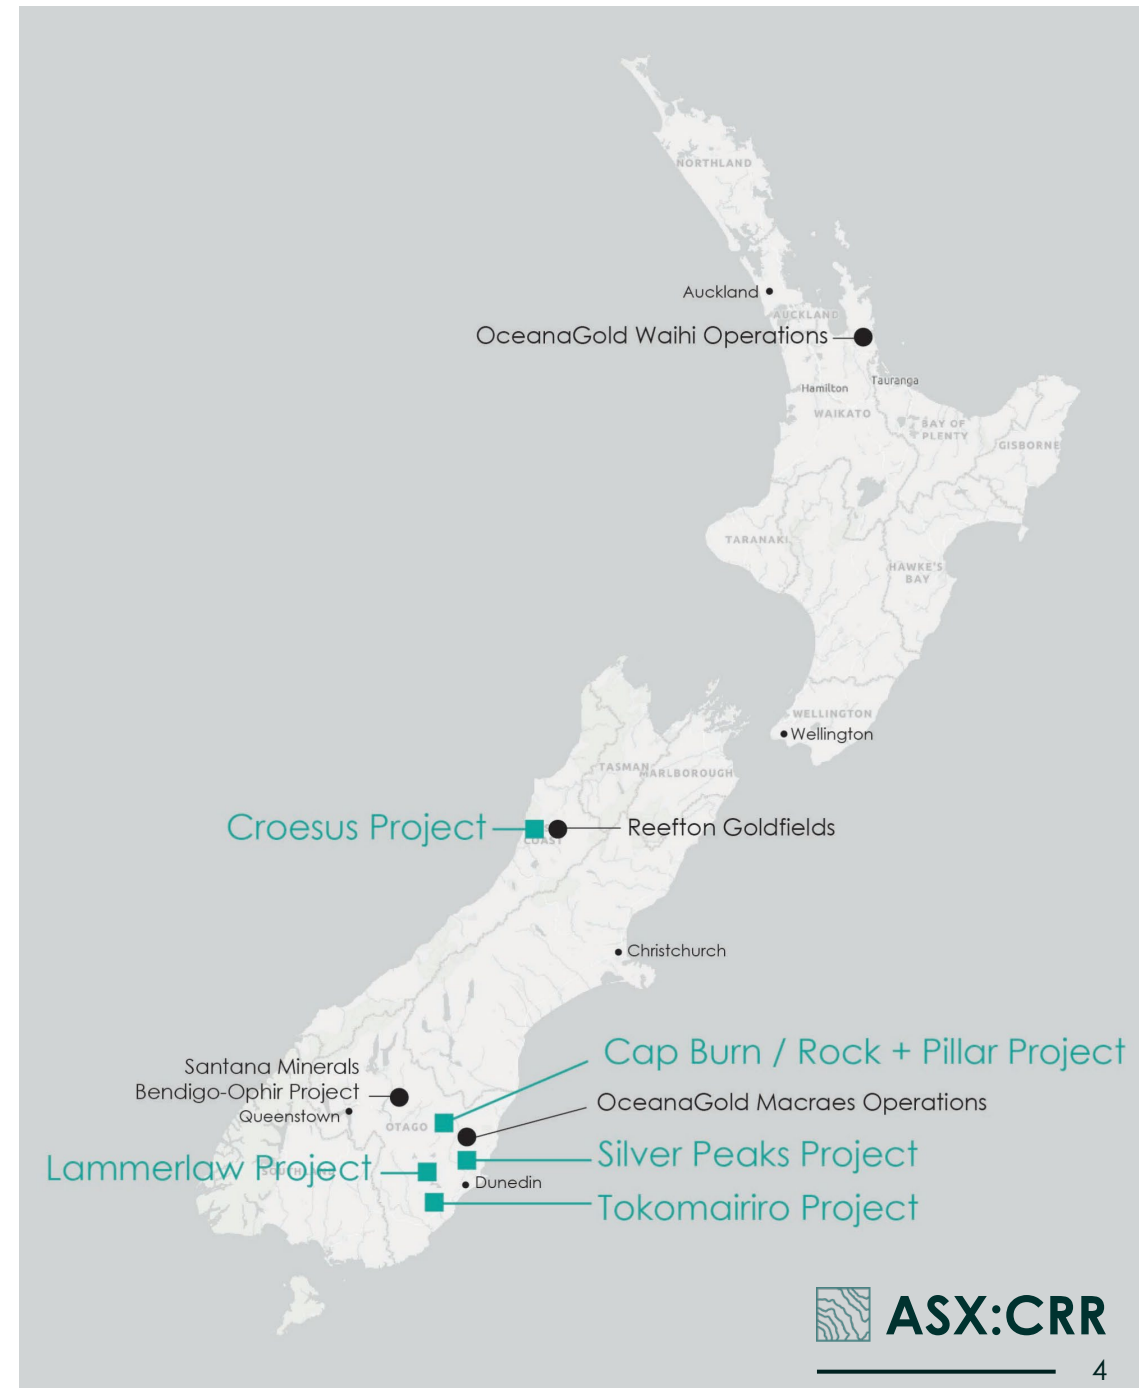 NORTHLAND
Auckland
AUCKLAND
OceanaGold Waihi Operations
Tauranga
Hamilton
WAIKATO
BAY OF
PLENTY
GISBORNE
TARANAKI
HAWKE'S
BAY
WELLINGTON
Wellington
TASMAN
MARLBOROUGH
Croesus Project
Reefton Goldfields
COAST
Christchurch
Cap Burn / Rock + Pillar Project
Santana Minerals
Bendigo-Ophir Project
OceanaGold Macraes Operations
Queenstown
OTAGO
Silver Peaks Project
Lammerlaw Project
SOUTHLAND
Dunedin
Tokomairiro Project
ASX:CRR
4